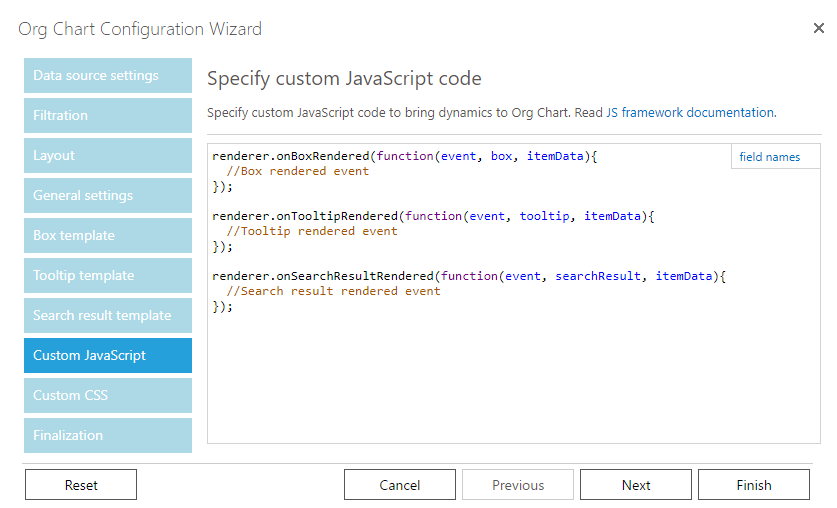 Org Chart Configuration Wizard
Data source settings
Filtration
Layout
General settings
Box template
Tooltip template
Search result template
Custom JavaScript
Custom CSS
Finalization
Specify custom JavaScript code
Specify custom JavaScript code to bring dynamics to Org Chart. Read JS framework documentation.
field names
renderer.onBoxRendered(function(event, box, itemData){
  //Box rendered event
});
renderer.onTooltipRendered(function(event, tooltip, itemData){
  //Tooltip rendered event
});
renderer.onSearchResultRendered(function(event, searchResult, itemData){
  //Search result rendered event
});
Reset
Cancel
Previous
Next
Finish